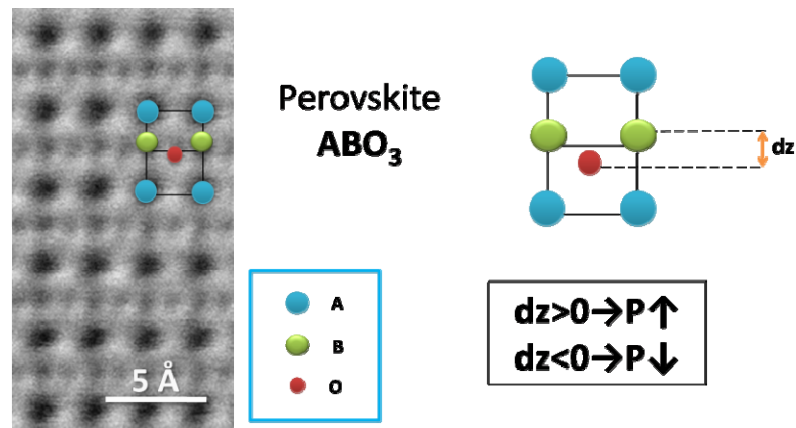 Perovskite
ABO₃
dz
A
B
O
5 Å
dz>0→P↑
dz<0→P↓